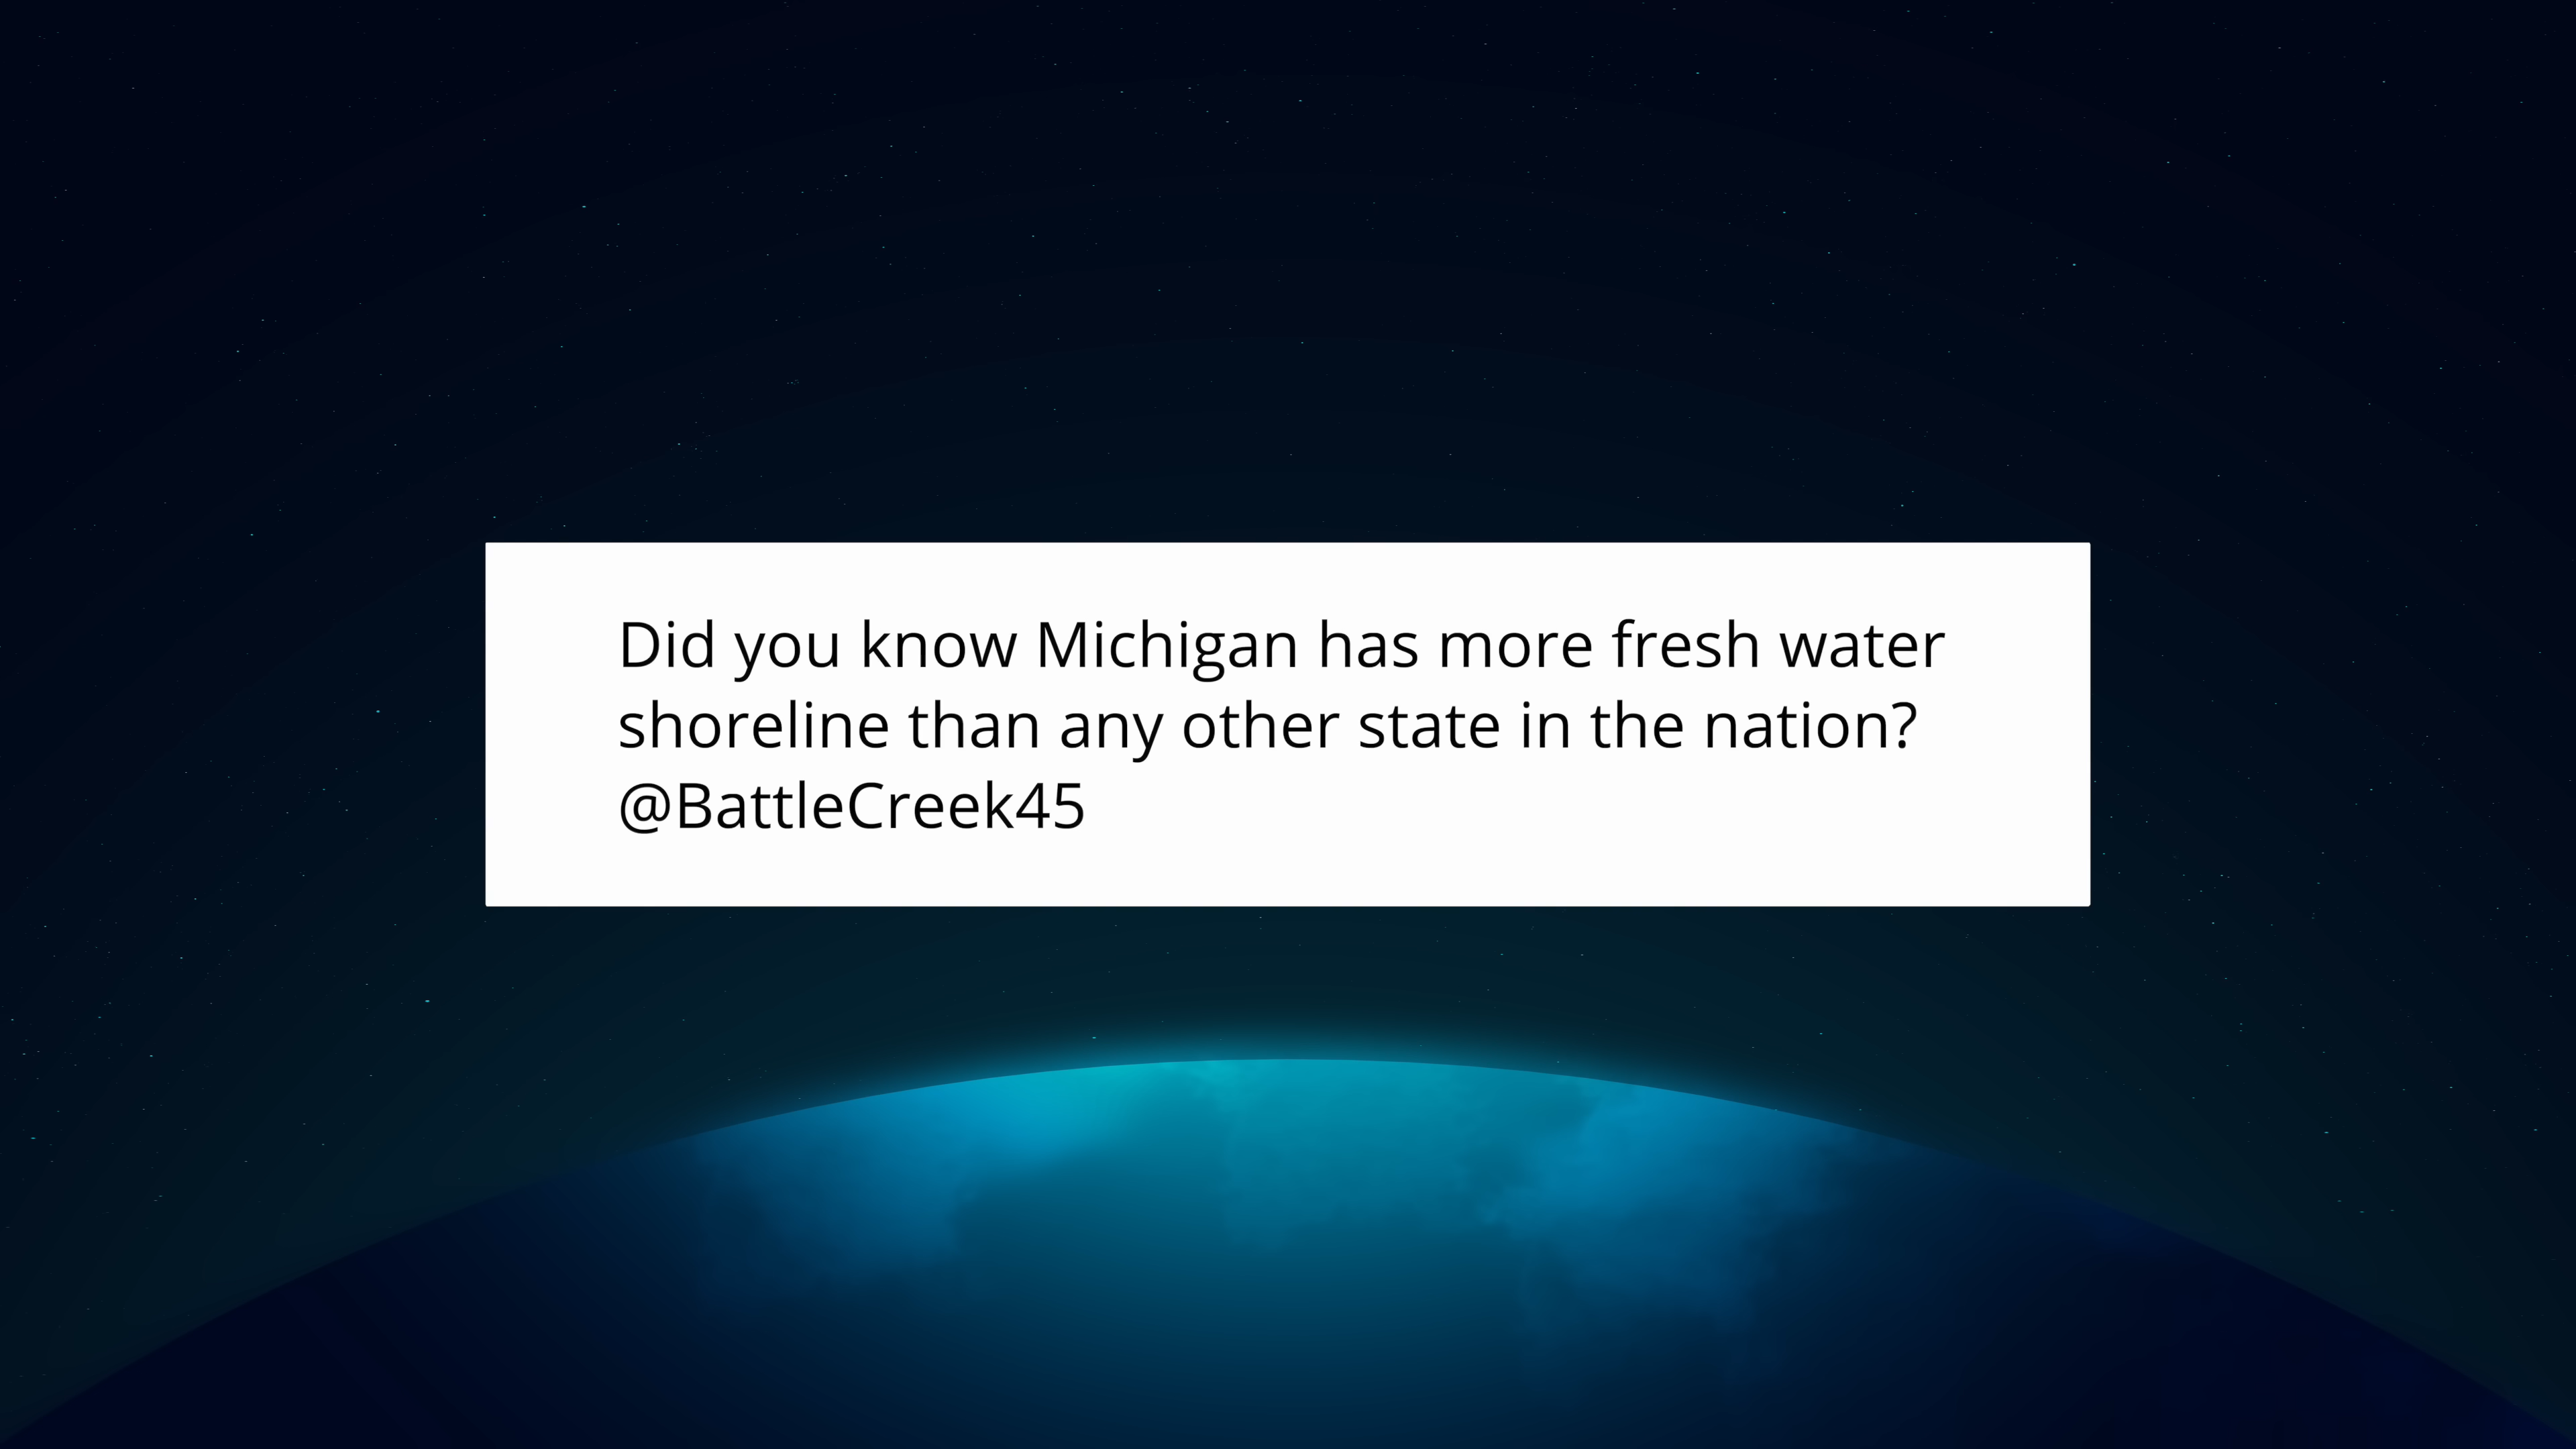 Did you know Michigan has more fresh water
shoreline than any other state in the nation?
@BattleCreek45